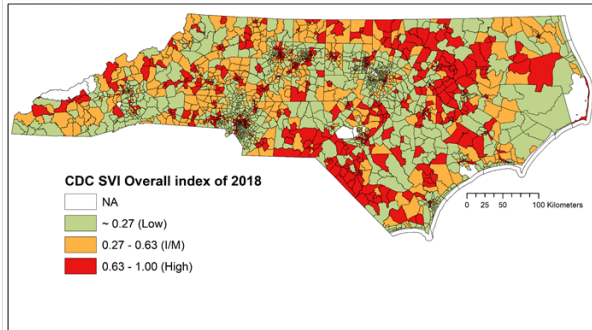 CDC SVI Overall index of 2018
NA
~ 0.27 (Low)
0.27 - 0.63 (I/M)
0.63 - 1.00 (High)
0 25 50 100 Kilometers